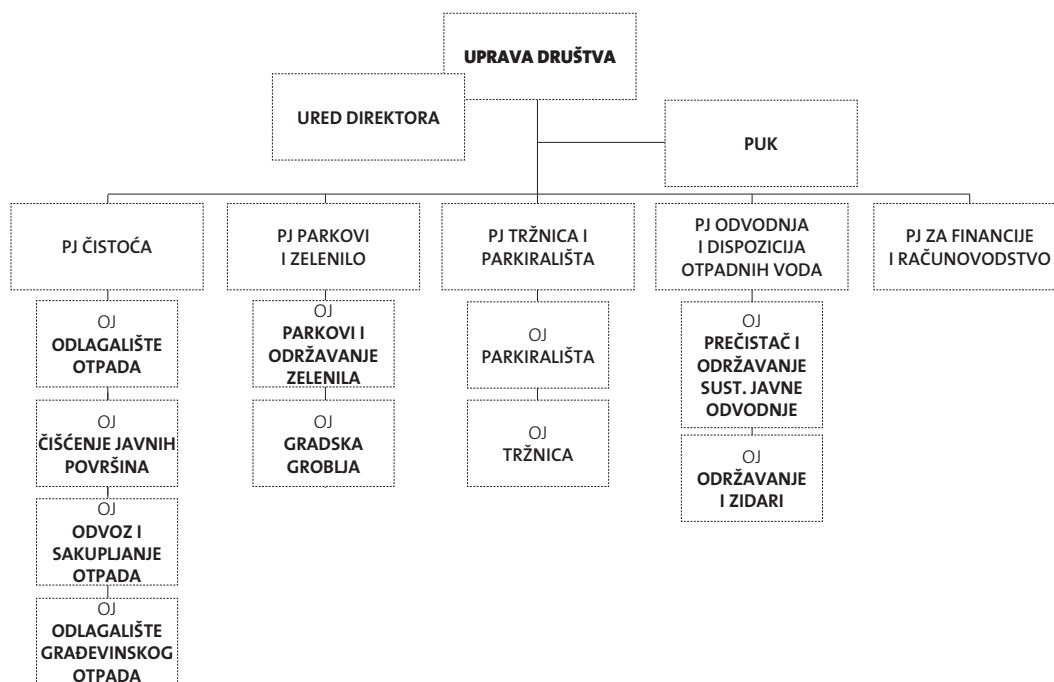 UPRAVA DRUŠTVA
URED DIREKTORA
PUK
PJ ČISTOĆA
PJ PARKOVI
I ZELENILO
PJ TRŽNICA I
PARKIRALIŠTA
PJ ODVODNJA
I DISPOZICIJA
OTPADNIH VODA
PJ ZA FINANCIJE
I RAČUNOVODSTVO
OJ
ODLAGALIŠTE
OTPADA
OJ
ČIŠĆENJE JAVNIH
POVRŠINA
OJ
ODVOZ I
SAKUPLJANJE
OTPADA
OJ
ODLAGALIŠTE
GRAĐEVINSKOG
OTPADA
OJ
PARKOVI I
ODRŽAVANJE
ZELENILA
OJ
GRADSKA
GROBLJA
OJ
PARKIRALIŠTA
OJ
TRŽNICA
OJ
PREČISTAČ I
ODRŽAVANJE
SUST. JAVNE
ODVODNJE
OJ
ODRŽAVANJE
I ZIDARI